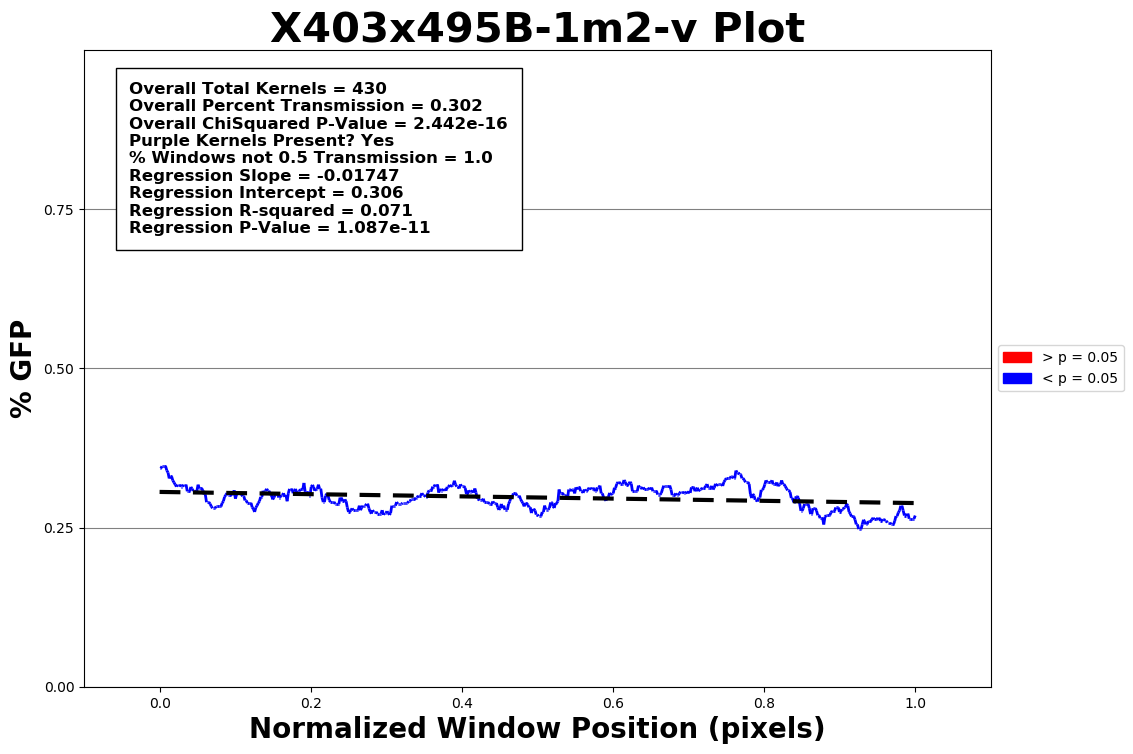 X403x495B-1m2-v Plot
Overall Total Kernels = 430
Overall Percent Transmission = 0.302
Overall ChiSquared P-Value = 2.442e-16
Purple Kernels Present? Yes
% Windows not 0.5 Transmission = 1.0
Regression Slope = -0.01747
Regression Intercept = 0.306
Regression R-squared = 0.071
Regression P-Value = 1.087e-11
% GFP
0.75
0.50
0.25
0.00
> p = 0.05
< p = 0.05
0.0 0.2 0.4 0.6 0.8 1.0
Normalized Window Position (pixels)